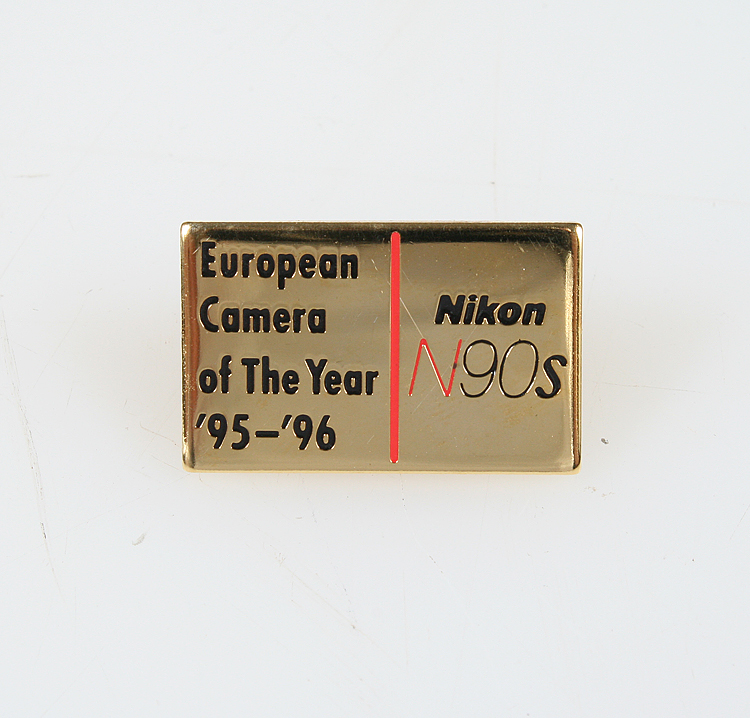 European
Camera
of The Year
'95–'96
Nikon
N90s